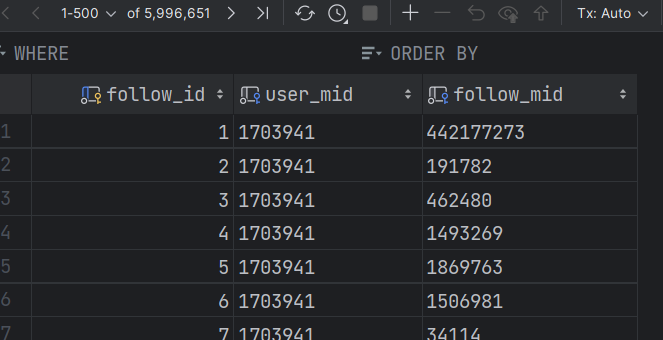 1-500 of 5,996,651 Tx: Auto
WHERE ORDER BY
follow_id user_mid follow_mid
1 1 1703941 442177273
2 2 1703941 191782
3 3 1703941 462480
4 4 1703941 1493269
5 5 1703941 1869763
6 6 1703941 1506981
7 7 1703941 34114